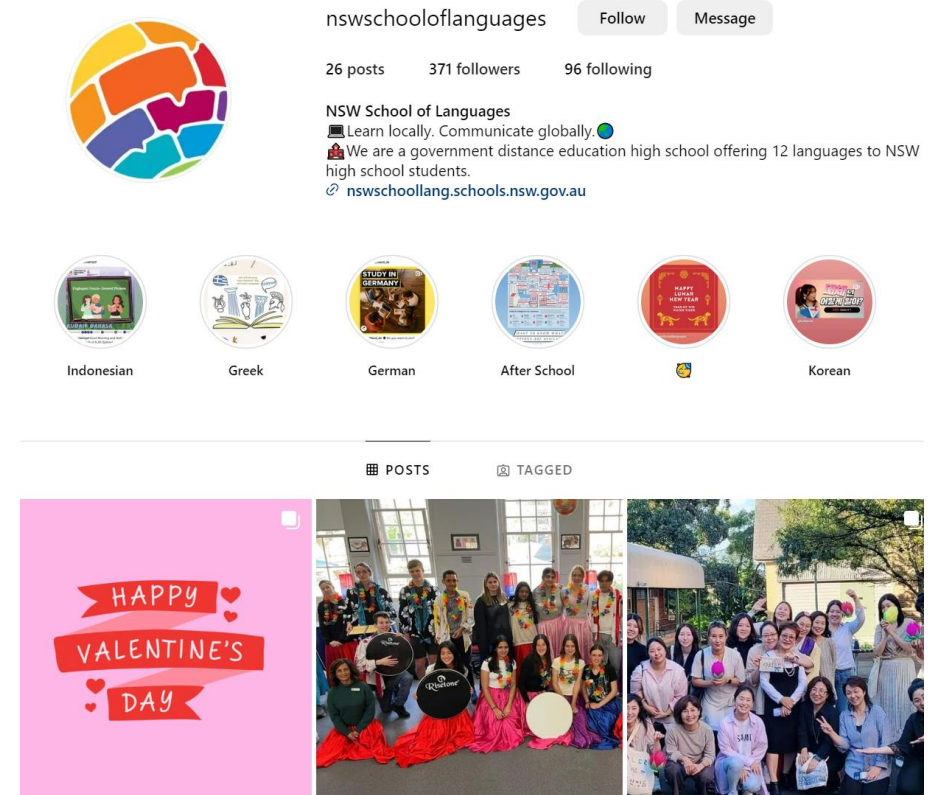 nswschooloflanguages
Follow
Message
26 posts
371 followers
96 following
NSW School of Languages
Learn locally. Communicate globally.
We are a government distance education high school offering 12 languages to NSW
high school students.
nswschoollang.schools.nsw.gov.au
STUDY IN
GERMANY
HAPPY
LUNAR
NEW YEAR
Indonesian
Greek
German
After School
Korean
POSTS
TAGGED
HAPPY
VALENTINE'S
DAY
Risetone
Risetone